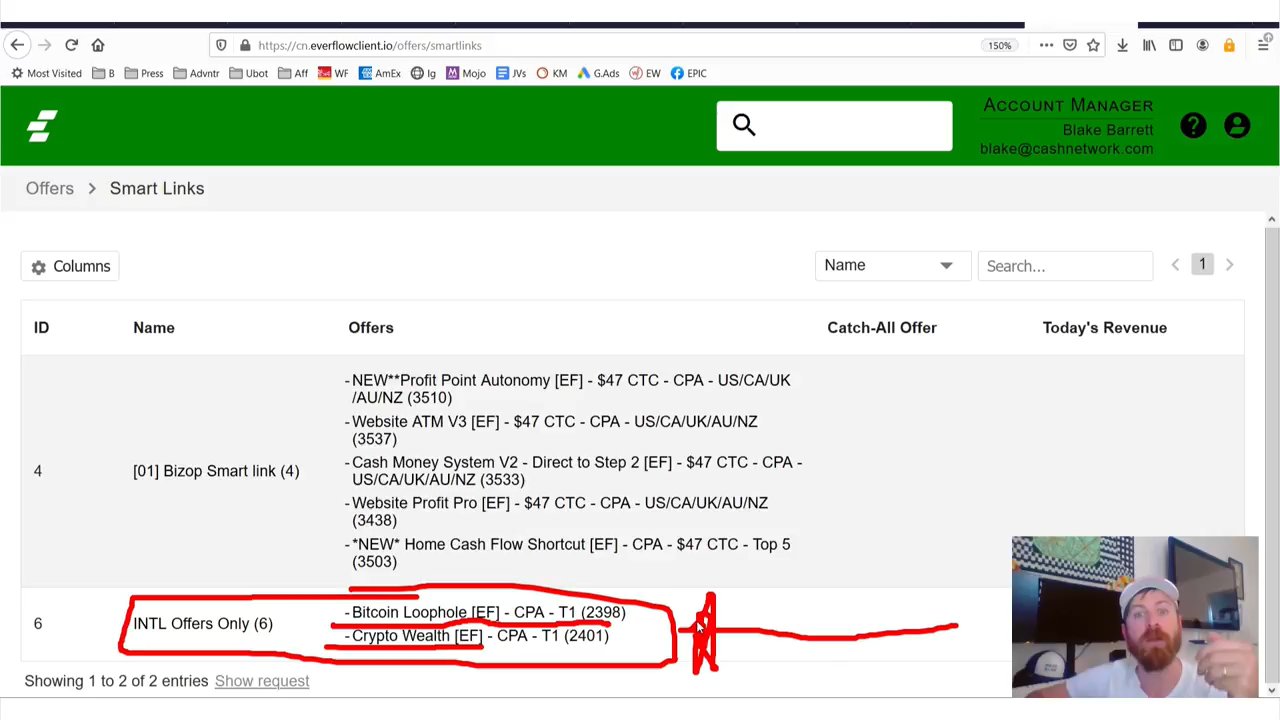 https://cn.everflowclient.io/offers/smartlinks
150%
Most Visited B Press Advntr Ubot Aff WF AmEx Ig Mojo JVs KM G.Ads EW EPIC
ACCOUNT MANAGER
Blake Barrett
blake@cashnetwork.com
Offers > Smart Links
Columns
Name
Search...
1
ID Name Offers Catch-All Offer Today's Revenue
-NEW**Profit Point Autonomy [EF] - $47 CTC - CPA - US/CA/UK
/AU/NZ (3510)
-Website ATM V3 [EF] - $47 CTC - CPA - US/CA/UK/AU/NZ
(3537)
-Cash Money System V2 - Direct to Step 2 [EF] - $47 CTC - CPA -
US/CA/UK/AU/NZ (3533)
4 [01] Bizop Smart link (4)
-Website Profit Pro [EF] - $47 CTC - CPA - US/CA/UK/AU/NZ
(3438)
-*NEW* Home Cash Flow Shortcut [EF] - CPA - $47 CTC - Top 5
(3503)
6 INTL Offers Only (6)
-Bitcoin Loophole [EF] - CPA - T1 (2398)
-Crypto Wealth [EF] - CPA - T1 (2401)
Showing 1 to 2 of 2 entries Show request